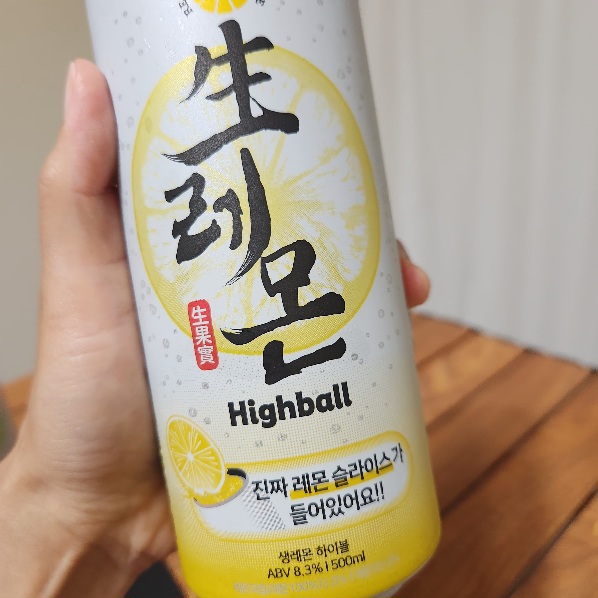 生
레
몬
生果實
Highball
진짜 레몬 슬라이스가
들어있어요!!
생레몬 하이볼
ABV 8.3% I 500ml